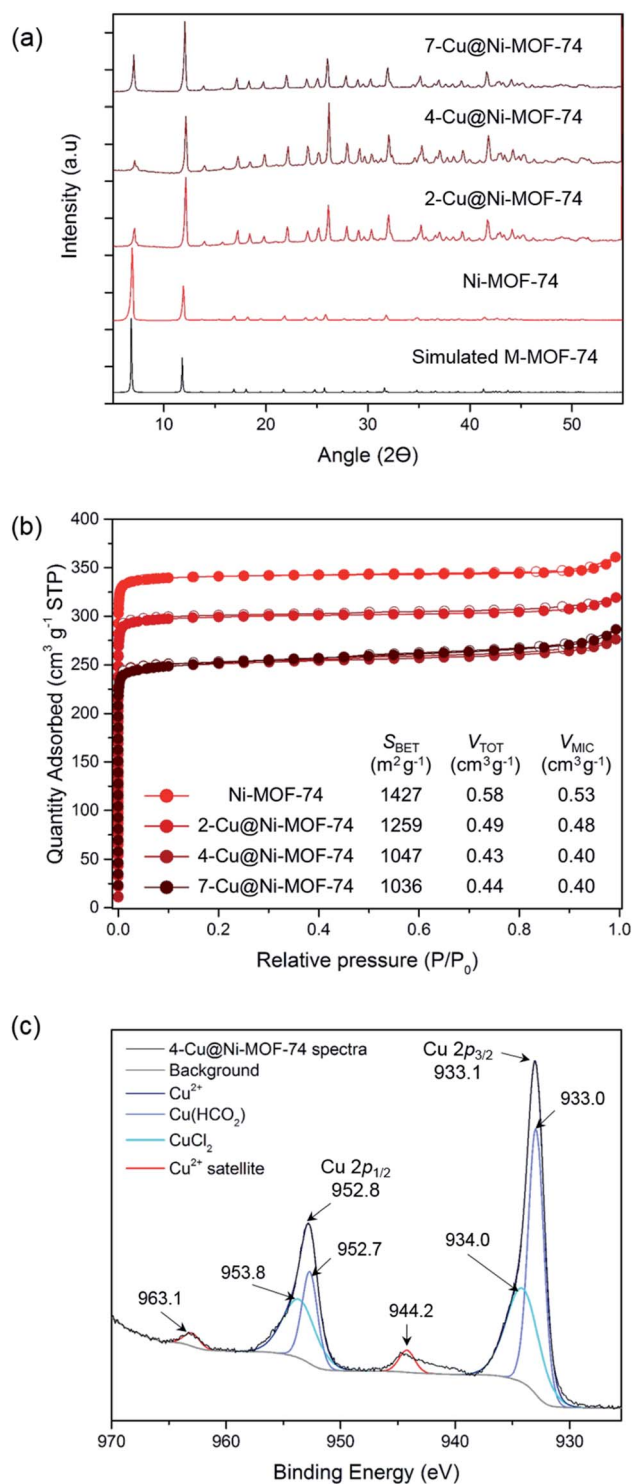 (a)
7-Cu@Ni-MOF-74
4-Cu@Ni-MOF-74
2-Cu@Ni-MOF-74
Ni-MOF-74
Simulated M-MOF-74
Intensity (a.u)
10 20 30 40 50
Angle (2Θ)
(b)
400
350
300
250
200
150
100
50
0
Quantity Adsorbed (cm³ g⁻¹ STP)
S_BET V_TOT V_MIC
(m² g⁻¹) (cm³ g⁻¹) (cm³ g⁻¹)
Ni-MOF-74 1427 0.58 0.53
2-Cu@Ni-MOF-74 1259 0.49 0.48
4-Cu@Ni-MOF-74 1047 0.43 0.40
7-Cu@Ni-MOF-74 1036 0.44 0.40
0.0 0.2 0.4 0.6 0.8 1.0
Relative pressure (P/P₀)
(c)
4-Cu@Ni-MOF-74 spectra
Background
Cu²⁺
Cu(HCO₂)
CuCl₂
Cu²⁺ satellite
Cu 2p₃/₂
933.1
933.0
Cu 2p₁/₂
952.8
952.7
953.8
934.0
963.1
944.2
970 960 950 940 930
Binding Energy (eV)